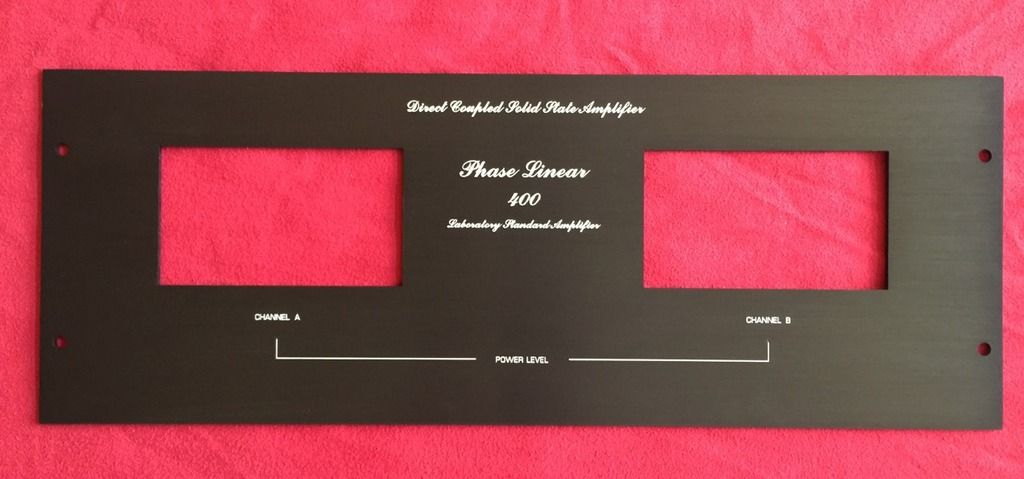 Direct Coupled Solid State Amplifier
Phase Linear
400
Laboratory Standard Amplifier
CHANNEL A
CHANNEL B
POWER LEVEL